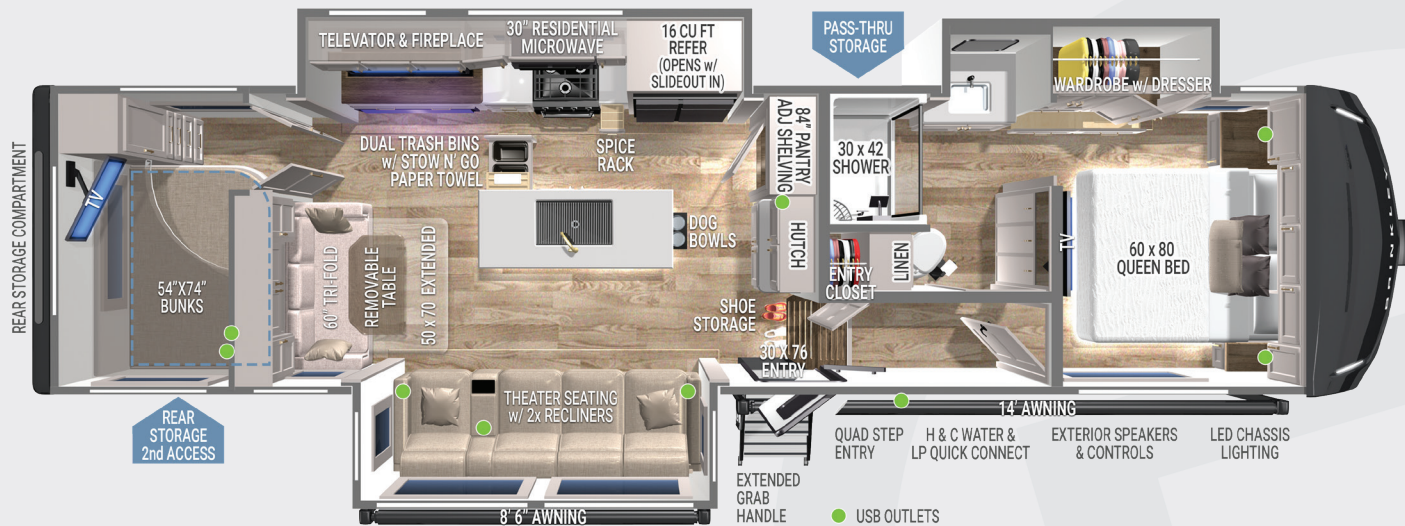 TELEVATOR & FIREPLACE
30" RESIDENTIAL
MICROWAVE
16 CU FT
REFER
(OPENS w/
SLIDEOUT IN)
PASS-THRU
STORAGE
WARDROBE w/ DRESSER
REAR STORAGE COMPARTMENT
TV
54"X74"
BUNKS
60" TRI-FOLD
REMOVABLE
TABLE
50 x 70 EXTENDED
DUAL TRASH BINS
w/ STOW N' GO
PAPER TOWEL
SPICE
RACK
DOG
BOWLS
84" PANTRY
ADJ SHELVING
HUTCH
30 x 42
SHOWER
ENTRY
CLOSET
LINEN
TV
60 x 80
QUEEN BED
BRINKLEY
SHOE
STORAGE
30 X 76
ENTRY
THEATER SEATING
w/ 2x RECLINERS
REAR
STORAGE
2nd ACCESS
14' AWNING
8' 6" AWNING
EXTENDED
GRAB
HANDLE
QUAD STEP
ENTRY
H & C WATER &
LP QUICK CONNECT
EXTERIOR SPEAKERS
& CONTROLS
LED CHASSIS
LIGHTING
USB OUTLETS